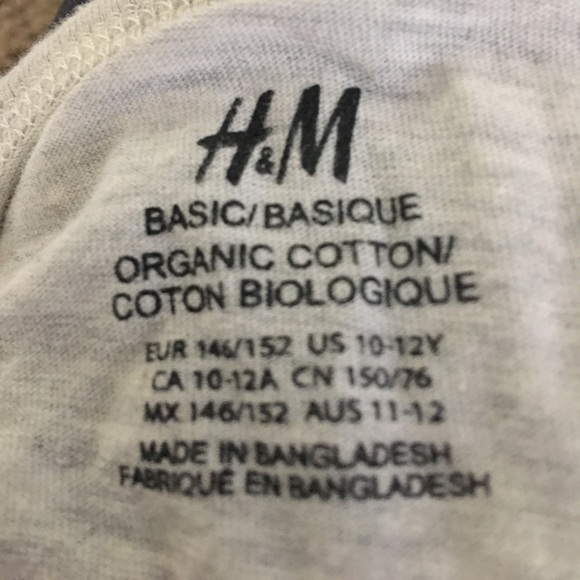 H&M
BASIC/BASIQUE
ORGANIC COTTON/
COTON BIOLOGIQUE
EUR 146/152 US 10-12Y
CA 10-12A CN 150/76
MX 146/152 AUS 11-12
MADE IN BANGLADESH
FABRIQUÉ EN BANGLADESH